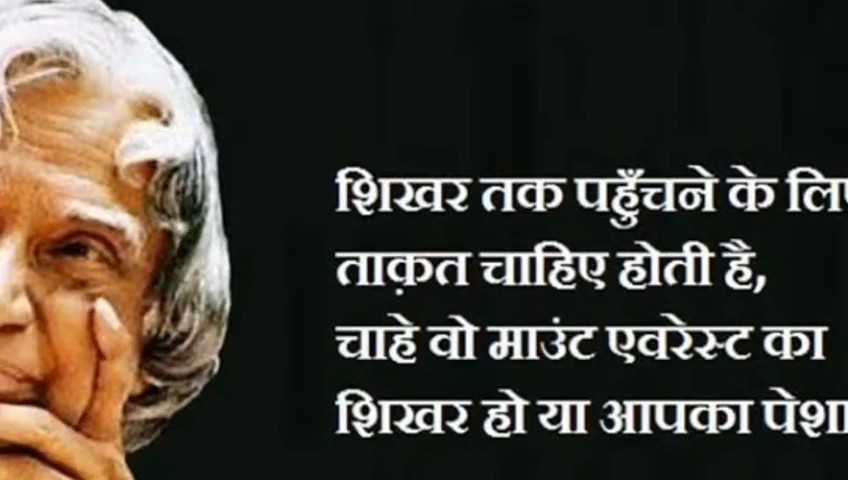 शिखर तक पहुँचने के
ताक़त चाहिए होती है,
चाहे वो माउंट एवरेस्ट का
शिखर हो या आपका पेशा